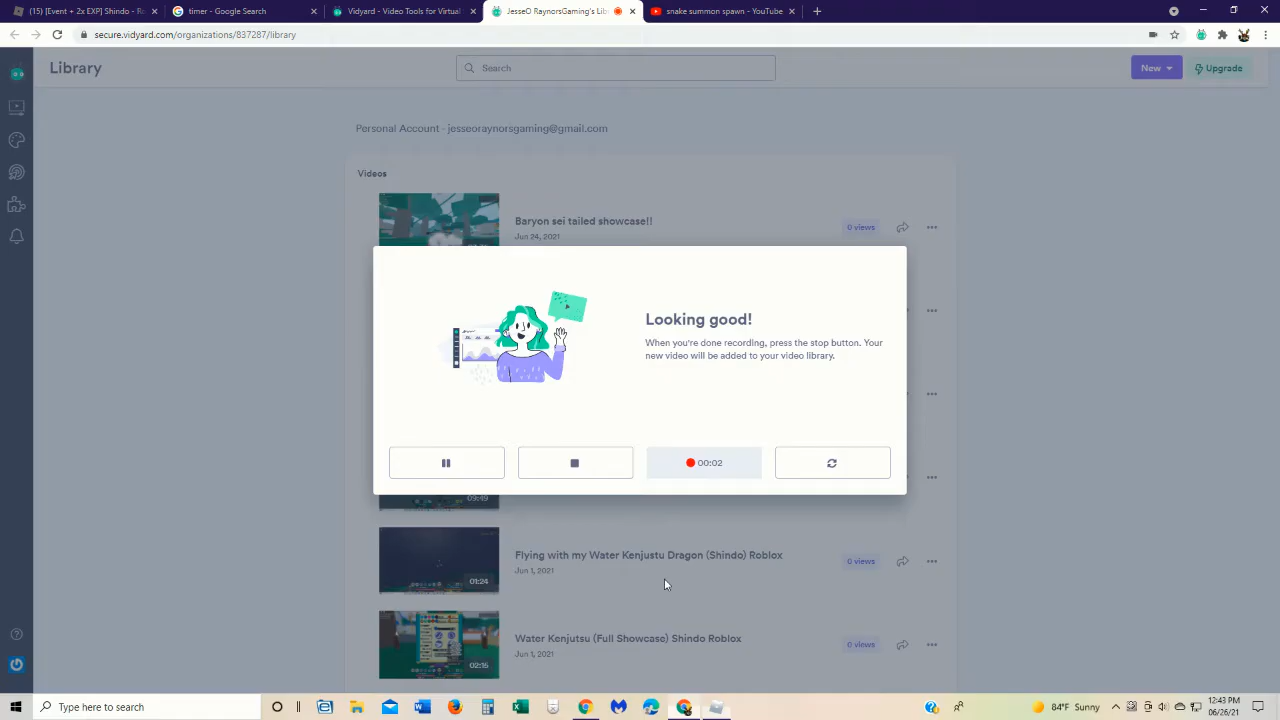 (15) [Event + 2x EXP] Shindo - Ro
timer - Google Search
Vidyard - Video Tools for Virtual
JesseO RaynorsGaming's Lib
snake summon spawn - YouTube
secure.vidyard.com/organizations/837287/library
Library
Search
New
Upgrade
Personal Account - jesseoraynorsgaming@gmail.com
Videos
Baryon sei tailed showcase!!
0 views
Jun 24, 2021
Looking good!
When you're done recording, press the stop button. Your
new video will be added to your video library.
00:02
09:49
Flying with my Water Kenjustu Dragon (Shindo) Roblox
0 views
Jun 1, 2021
01:24
Water Kenjutsu (Full Showcase) Shindo Roblox
0 views
Jun 1, 2021
02:15
Type here to search
84°F Sunny
12:43 PM
06/26/21